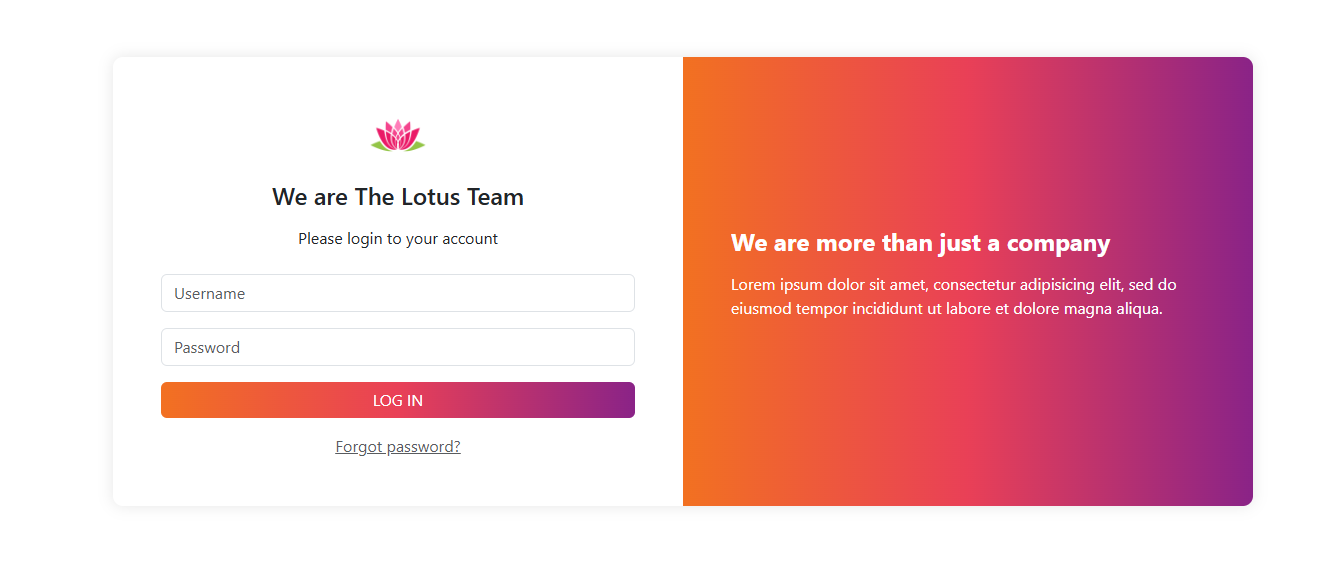 We are The Lotus Team
Please login to your account
Username
Password
LOG IN
Forgot password?
We are more than just a company
Lorem ipsum dolor sit amet, consectetur adipisicing elit, sed do
eiusmod tempor incididunt ut labore et dolore magna aliqua.